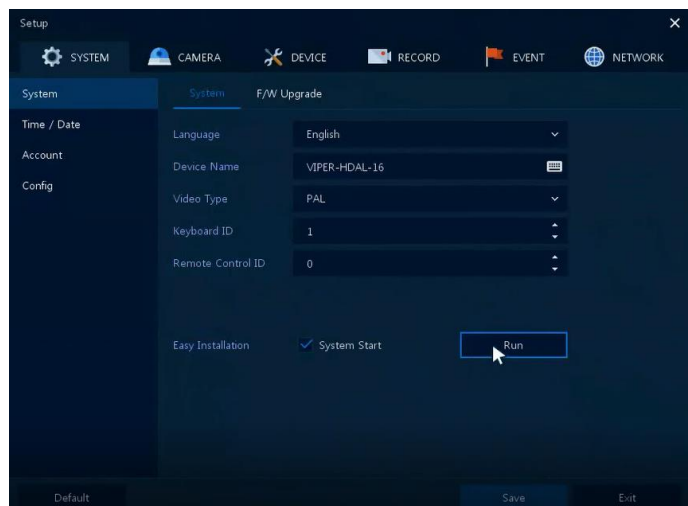 Setup
SYSTEM CAMERA DEVICE RECORD EVENT NETWORK
System System F/W Upgrade
Time / Date
Account
Config
Language English
Device Name VIPER-HDAL-16
Video Type PAL
Keyboard ID 1
Remote Control ID 0
Easy Installation System Start Run
Default Save Exit